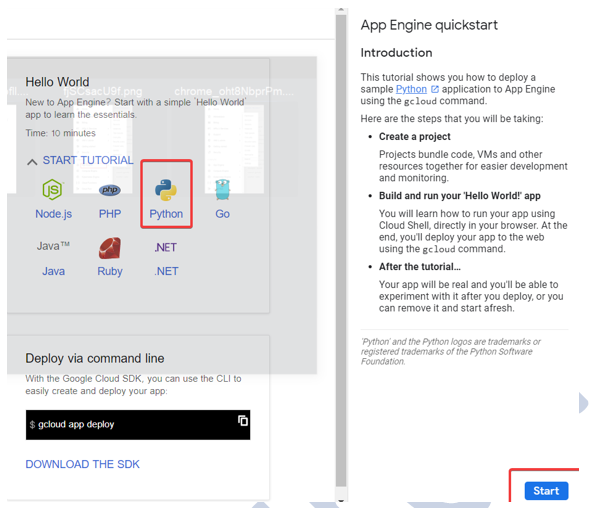 fjSGsacU9f.png
chrome_oht8NbprPm...
Hello World
New to App Engine? Start with a simple `Hello World`
app to learn the essentials.
Time: 10 minutes
START TUTORIAL
JS
php
Node.js
PHP
Python
Go
Java™
.NET
Java
Ruby
.NET
Deploy via command line
With the Google Cloud SDK, you can use the CLI to
easily create and deploy your app:
$ gcloud app deploy
DOWNLOAD THE SDK
App Engine quickstart
Introduction
This tutorial shows you how to deploy a
sample Python application to App Engine
using the gcloud command.
Here are the steps that you will be taking:
• Create a project
Projects bundle code, VMs and other
resources together for easier development
and monitoring.
• Build and run your 'Hello World!' app
You will learn how to run your app using
Cloud Shell, directly in your browser. At the
end, you'll deploy your app to the web
using the gcloud command.
• After the tutorial...
Your app will be real and you'll be able to
experiment with it after you deploy, or you
can remove it and start afresh.
'Python' and the Python logos are trademarks or
registered trademarks of the Python Software
Foundation.
Start